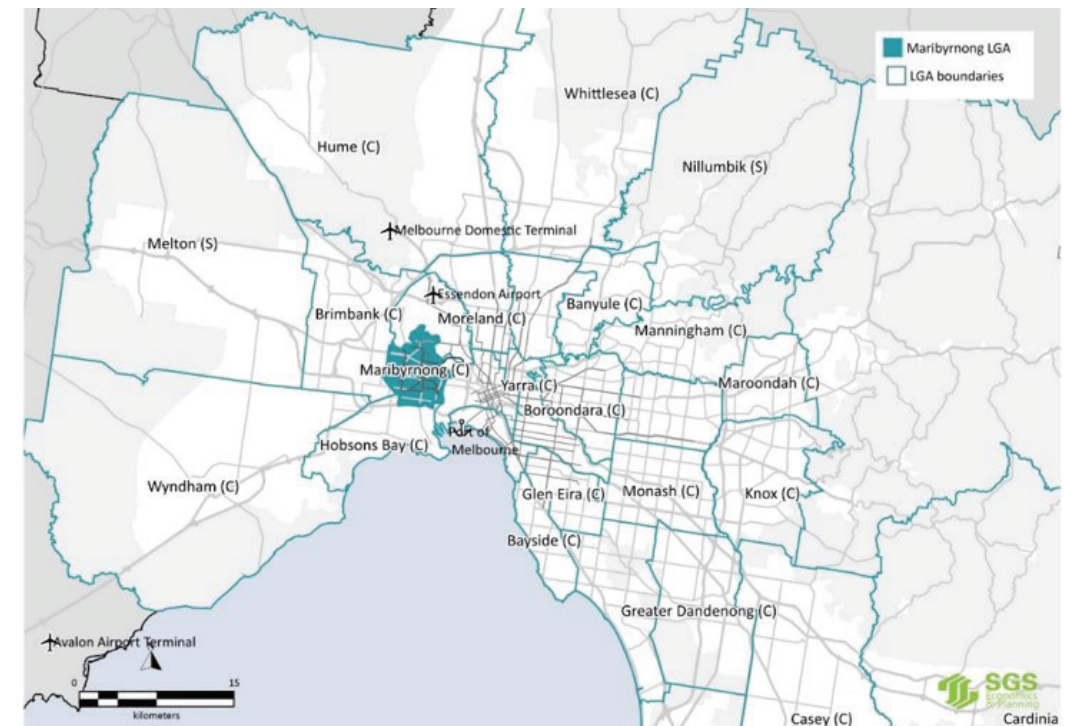 Maribyrnong LGA
LGA boundaries
Whittlesea (C)
Hume (C)
Nillumbik (S)
Melbourne Domestic Terminal
Melton (S)
Essendon Airport
Banyule (C)
Brimbank (C)
Moreland (C)
Manningham (C)
Maribyrnong (C)
Yarra (C)
Maroondah (C)
Boroondara (C)
Port of
Melbourne
Hobsons Bay (C)
Wyndham (C)
Glen Eira (C)
Monash (C)
Knox (C)
Bayside (C)
Greater Dandenong (C)
Avalon Airport Terminal
0 15
kilometers
SGS
Economics
& Planning
Casey (C)
Cardinia